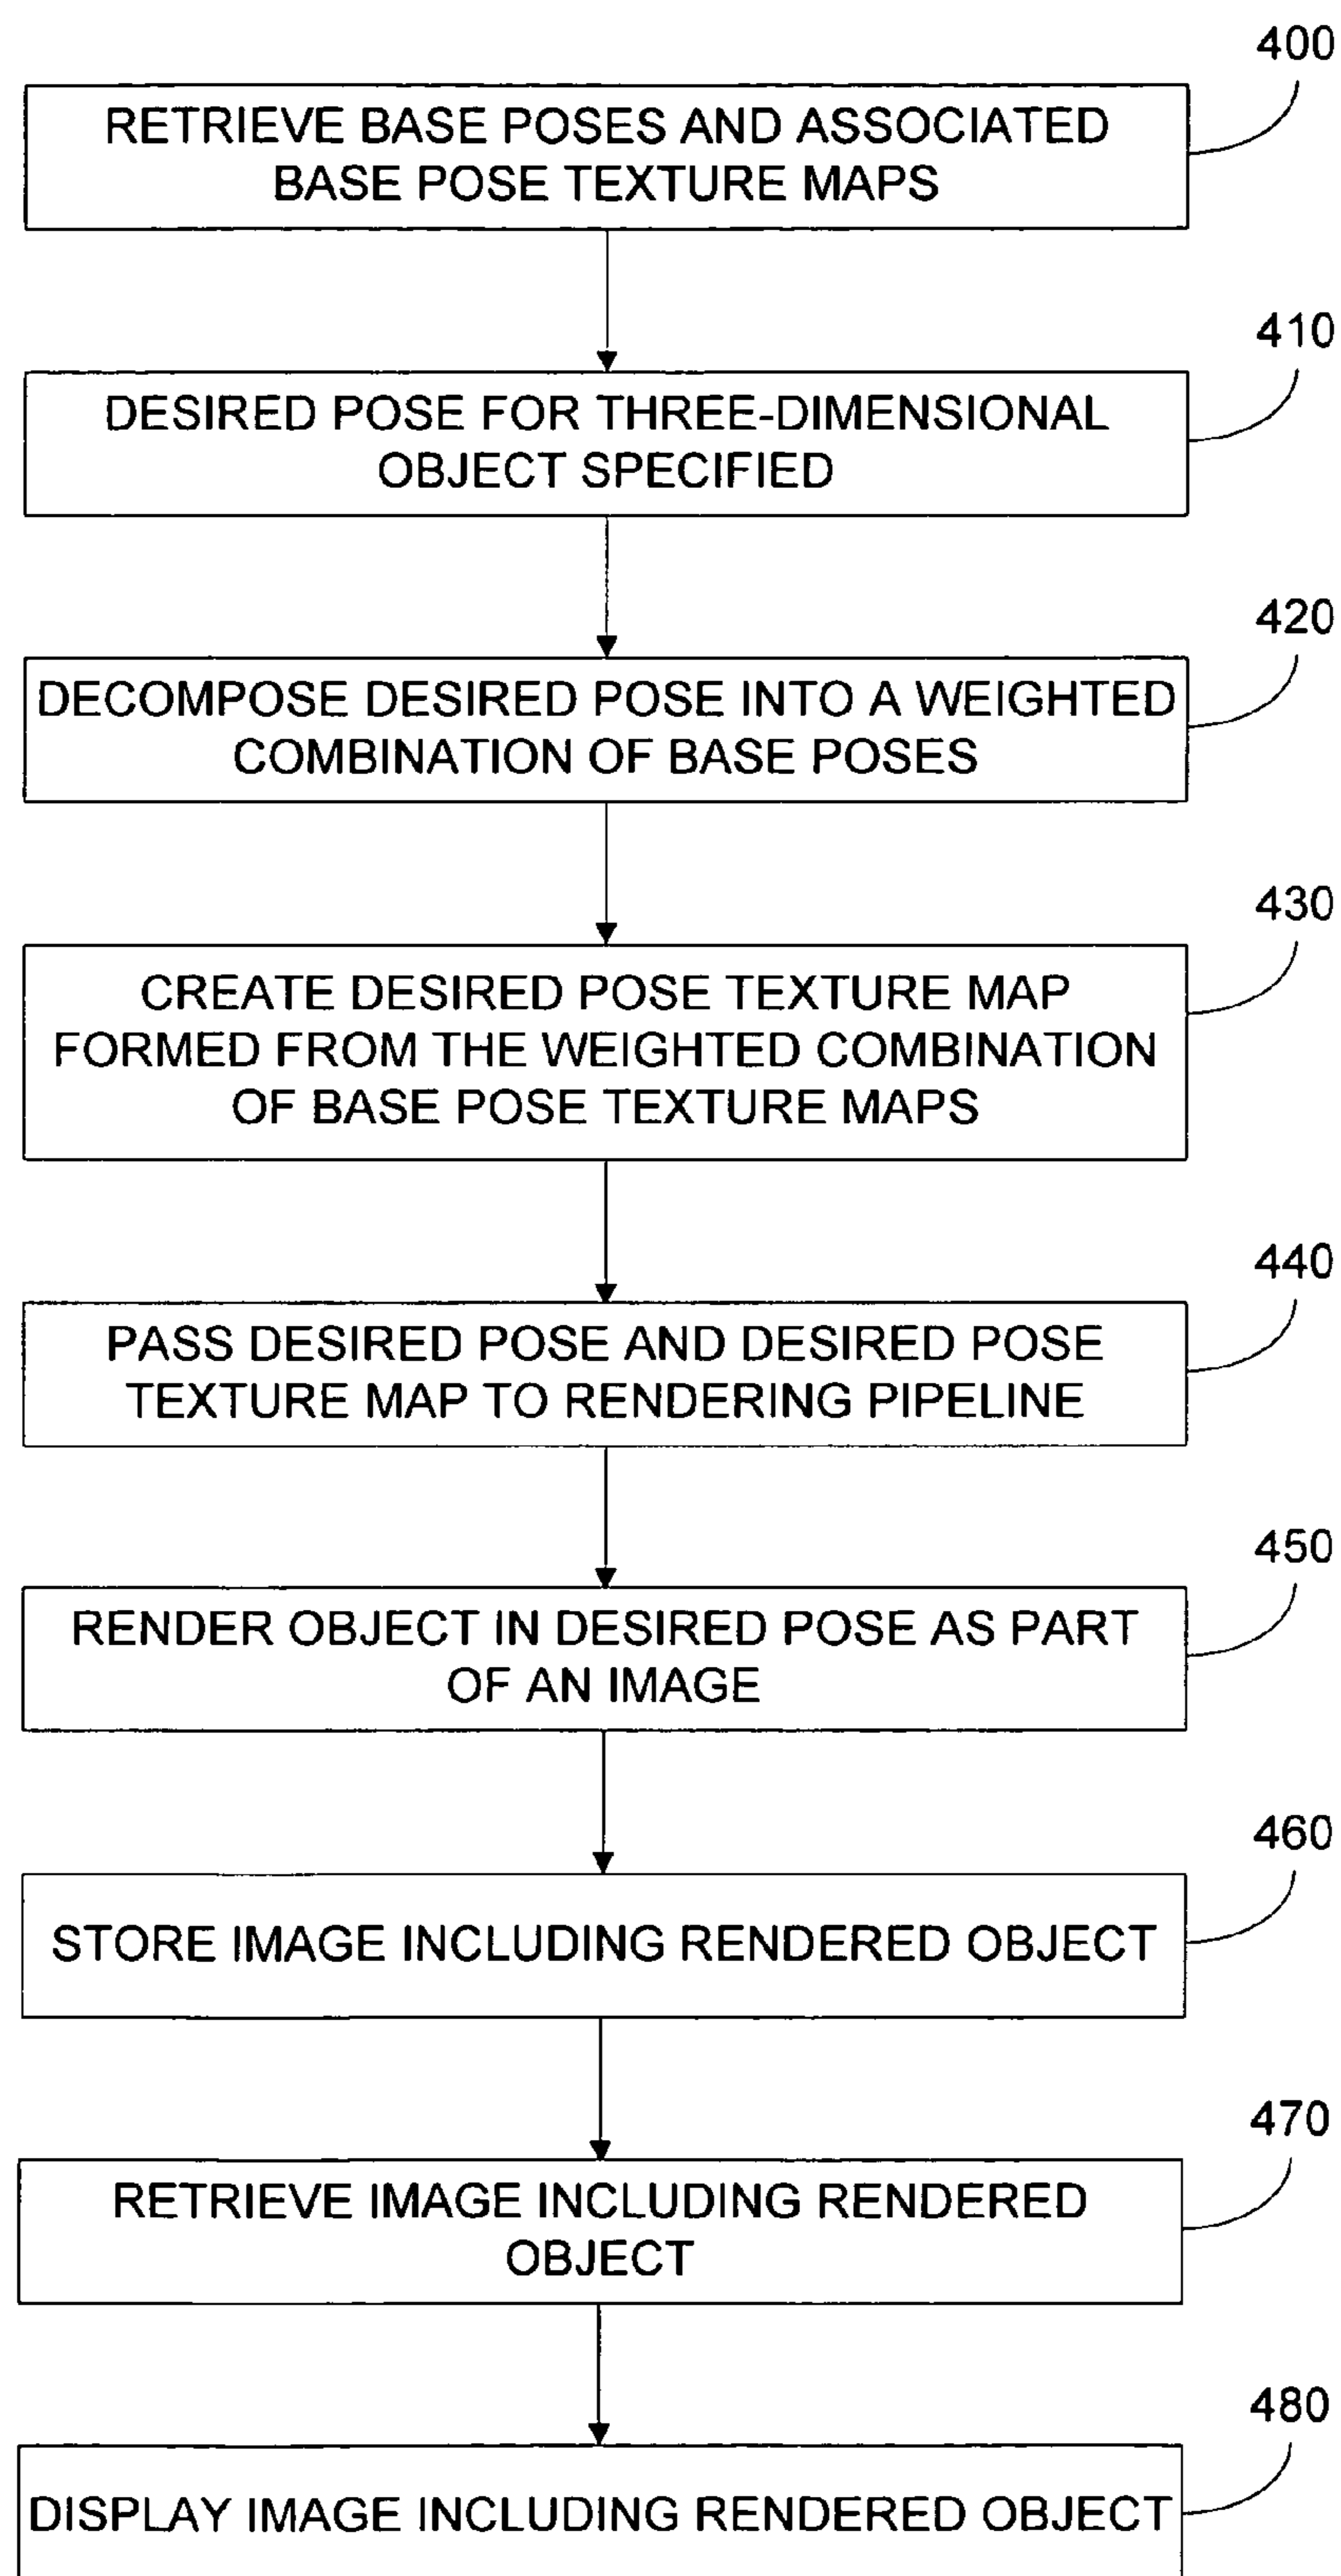 400
RETRIEVE BASE POSES AND ASSOCIATED
BASE POSE TEXTURE MAPS
410
DESIRED POSE FOR THREE-DIMENSIONAL
OBJECT SPECIFIED
420
DECOMPOSE DESIRED POSE INTO A WEIGHTED
COMBINATION OF BASE POSES
430
CREATE DESIRED POSE TEXTURE MAP
FORMED FROM THE WEIGHTED COMBINATION
OF BASE POSE TEXTURE MAPS
440
PASS DESIRED POSE AND DESIRED POSE
TEXTURE MAP TO RENDERING PIPELINE
450
RENDER OBJECT IN DESIRED POSE AS PART
OF AN IMAGE
460
STORE IMAGE INCLUDING RENDERED OBJECT
470
RETRIEVE IMAGE INCLUDING RENDERED
OBJECT
480
DISPLAY IMAGE INCLUDING RENDERED OBJECT